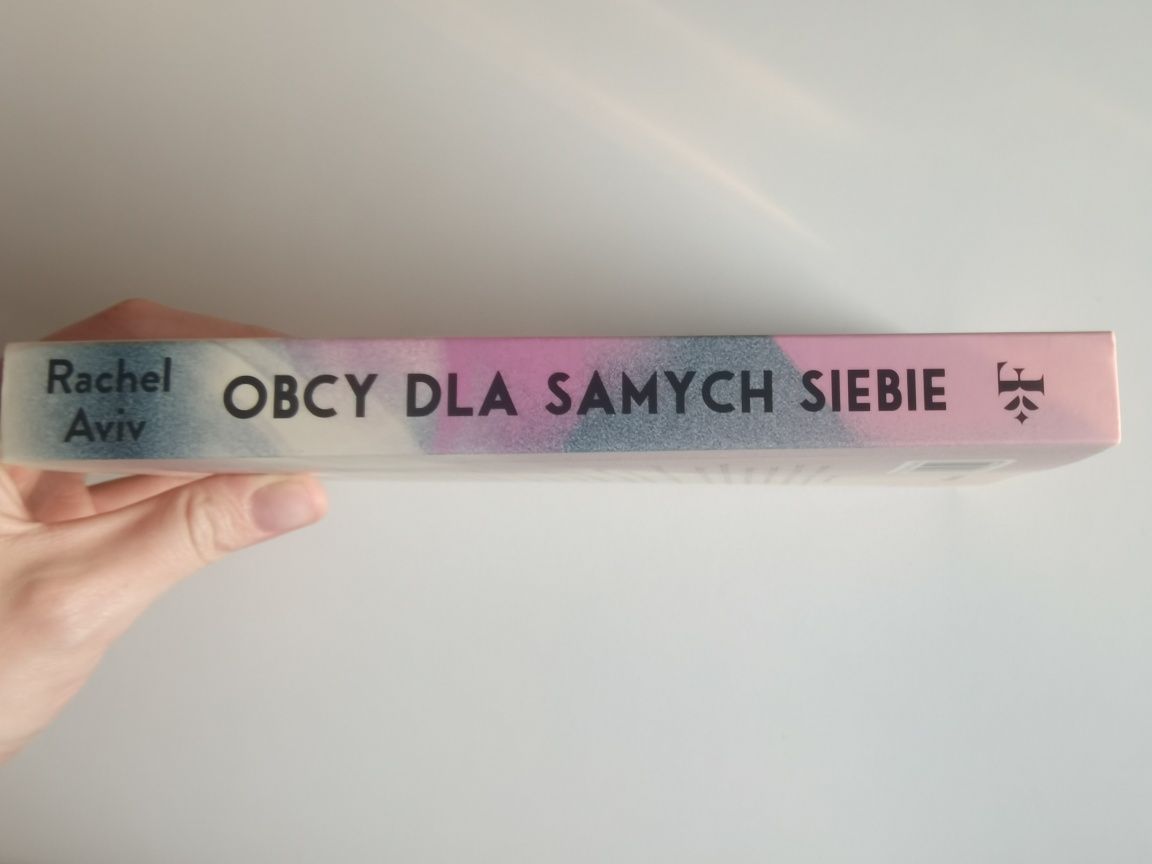 Rachel
Aviv
OBCY DLA SAMYCH SIEBIE